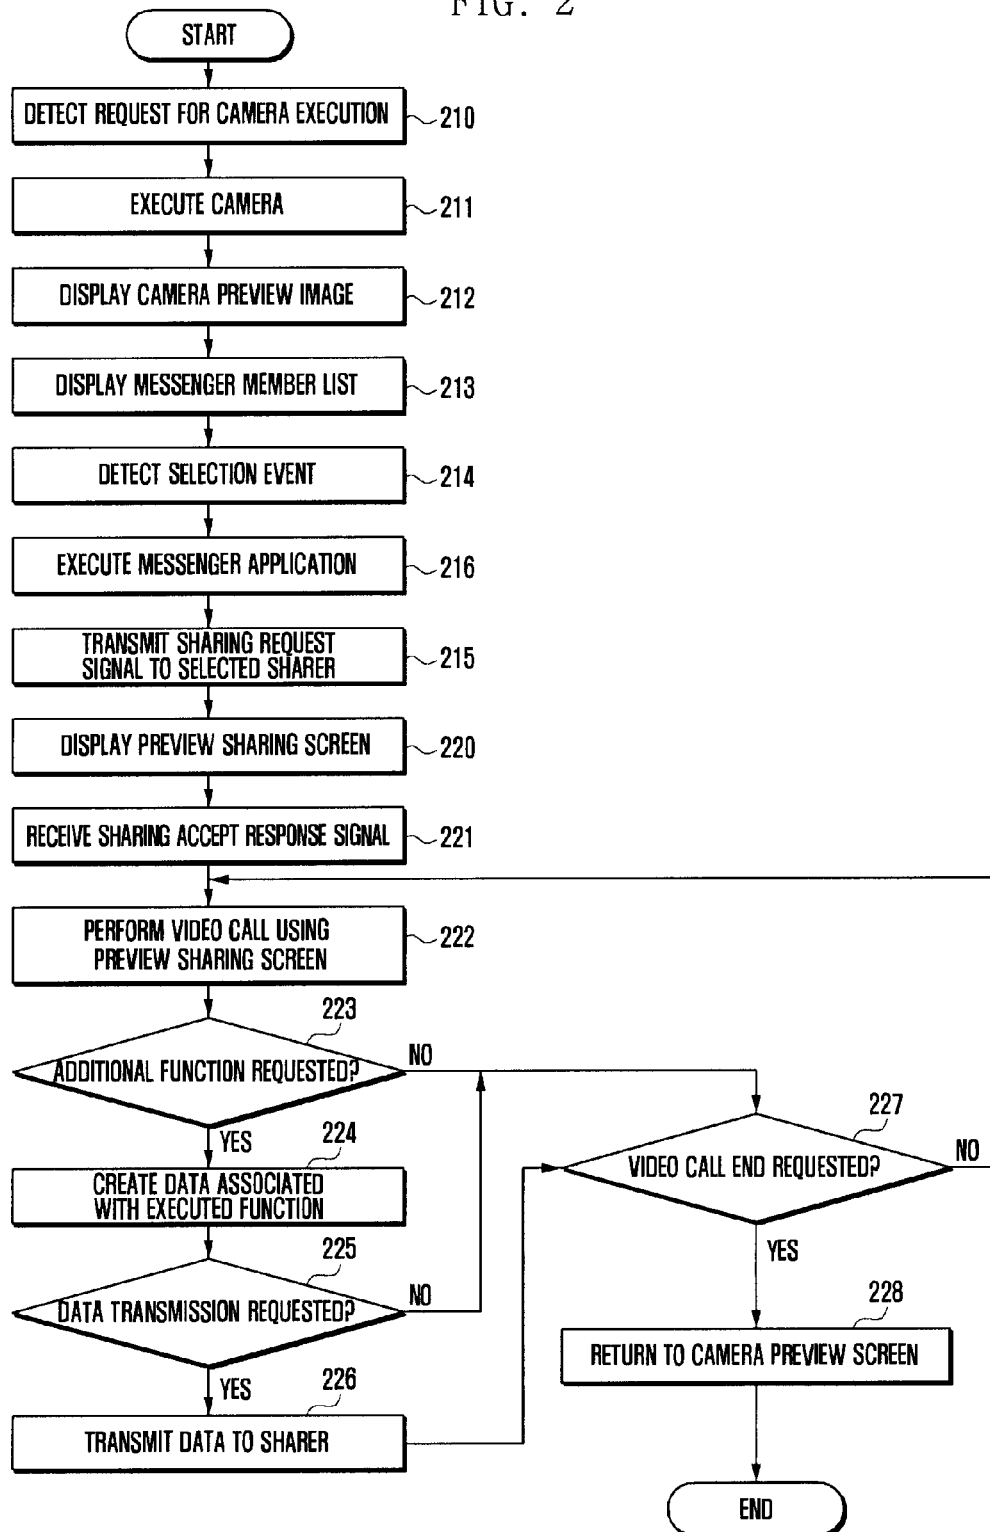 FIG. 2
START
DETECT REQUEST FOR CAMERA EXECUTION
210
EXECUTE CAMERA
211
DISPLAY CAMERA PREVIEW IMAGE
212
DISPLAY MESSENGER MEMBER LIST
213
DETECT SELECTION EVENT
214
EXECUTE MESSENGER APPLICATION
216
TRANSMIT SHARING REQUEST
SIGNAL TO SELECTED SHARER
215
DISPLAY PREVIEW SHARING SCREEN
220
RECEIVE SHARING ACCEPT RESPONSE SIGNAL
221
PERFORM VIDEO CALL USING
PREVIEW SHARING SCREEN
222
223
ADDITIONAL FUNCTION REQUESTED?
NO
YES
224
CREATE DATA ASSOCIATED
WITH EXECUTED FUNCTION
225
DATA TRANSMISSION REQUESTED?
NO
YES
226
TRANSMIT DATA TO SHARER
227
VIDEO CALL END REQUESTED?
NO
YES
228
RETURN TO CAMERA PREVIEW SCREEN
END